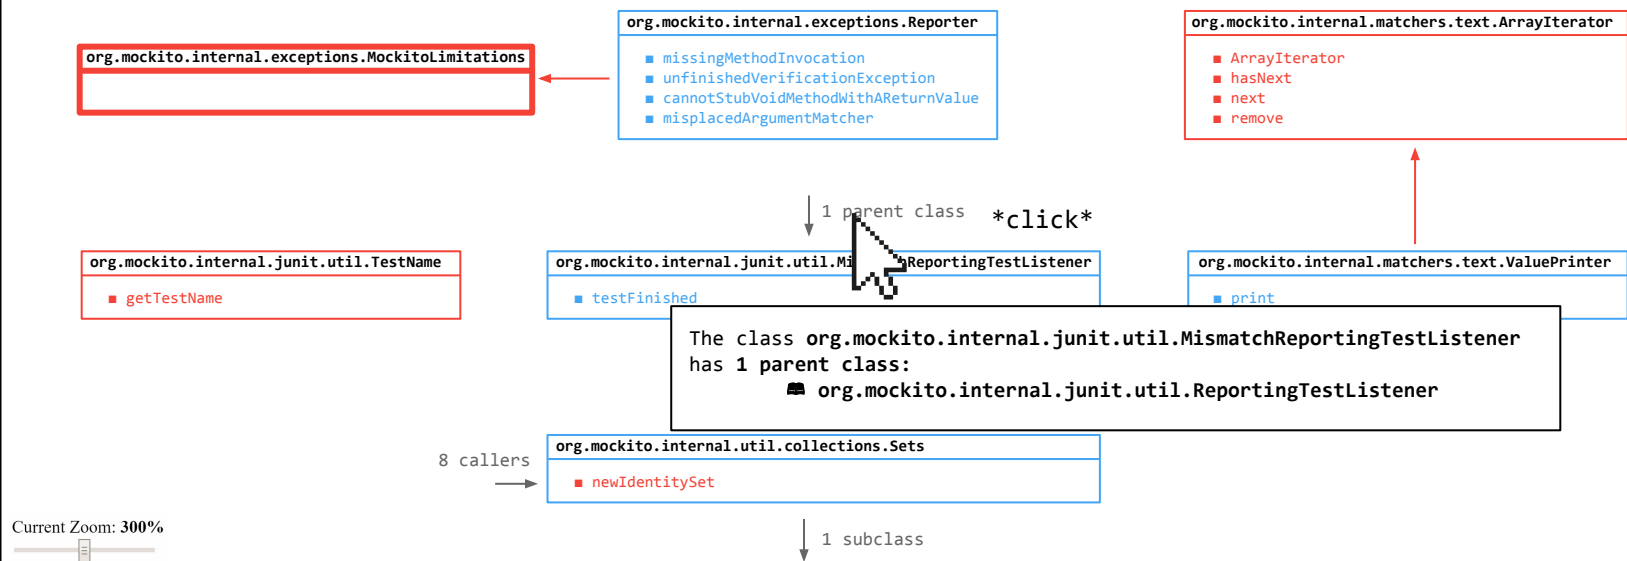 org.mockito.internal.exceptions.Reporter
missingMethodInvocation
unfinishedVerificationException
cannotStubVoidMethodWithAReturnValue
misplacedArgumentMatcher
org.mockito.internal.matchers.text.ArrayIterator
ArrayIterator
hasNext
next
remove
org.mockito.internal.exceptions.MockitoLimitations
1 parent class
*click*
org.mockito.internal.junit.util.TestName
getTestName
org.mockito.internal.junit.util.MismatchReportingTestListener
testFinished
org.mockito.internal.matchers.text.ValuePrinter
print
The class org.mockito.internal.junit.util.MismatchReportingTestListener
has 1 parent class:
org.mockito.internal.junit.util.ReportingTestListener
8 callers
org.mockito.internal.util.collections.Sets
newIdentitySet
Current Zoom: 300%
1 subclass